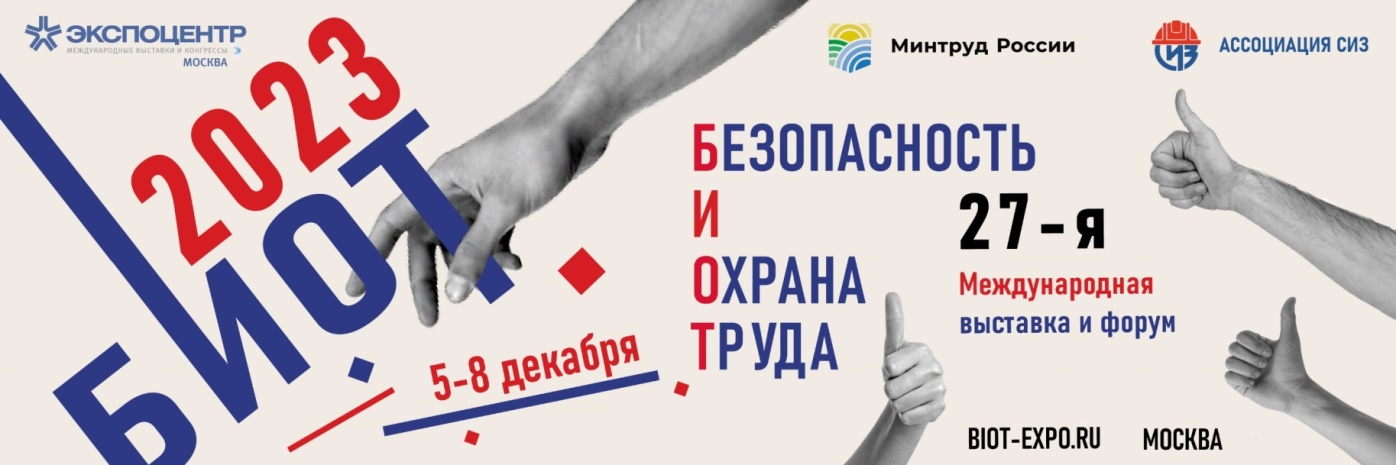 ЭКСПОЦЕНТР
МЕЖДУНАРОДНЫЕ ВЫСТАВКИ И КОНГРЕССЫ
МОСКВА
2023
БИОТ
5-8 декабря
Минтруд России
СИЗ
АССОЦИАЦИЯ СИЗ
БЕЗОПАСНОСТЬ
И
ОХРАНА
ТРУДА
27-я
Международная
выставка и форум
BIOT-EXPO.RU
МОСКВА